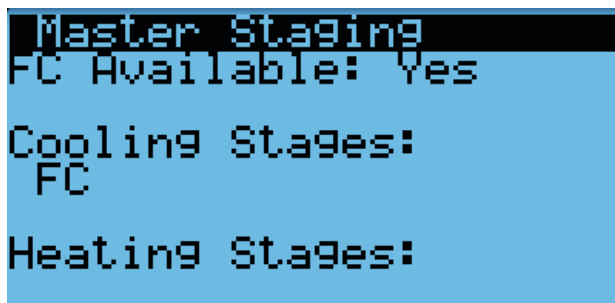 Master Staging
FC Available: Yes
Cooling Stages:
FC
Heating Stages: